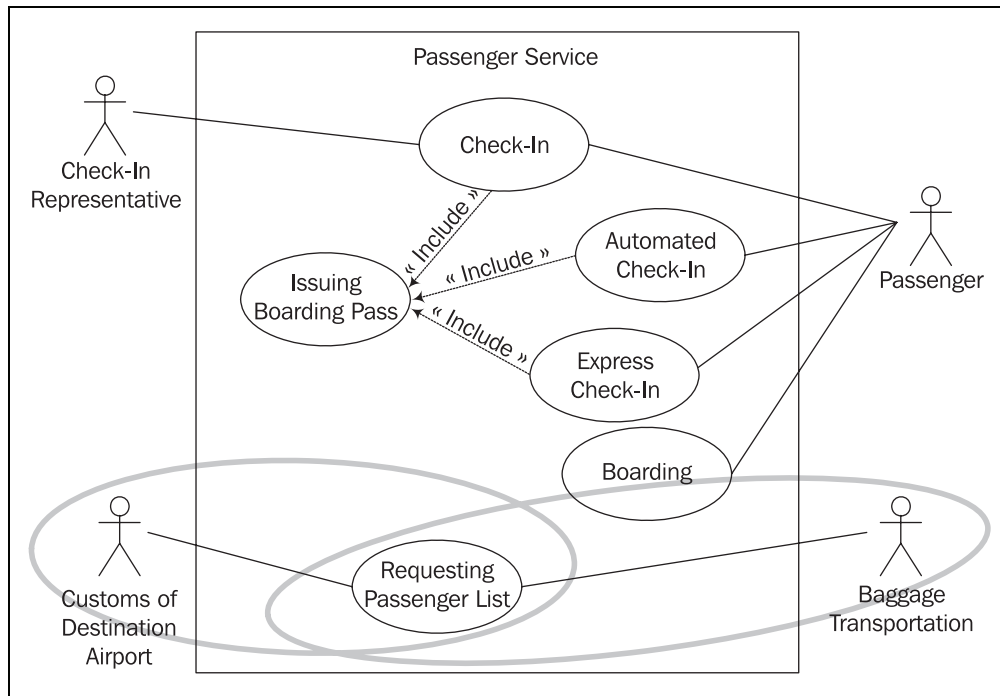 Passenger Service
Check-In
Representative
Check-In
« Include »
Automated
Check-In
Passenger
« Include »
Issuing
Boarding Pass
« Include »
Express
Check-In
Boarding
Requesting
Passenger List
Customs of
Destination
Airport
Baggage
Transportation